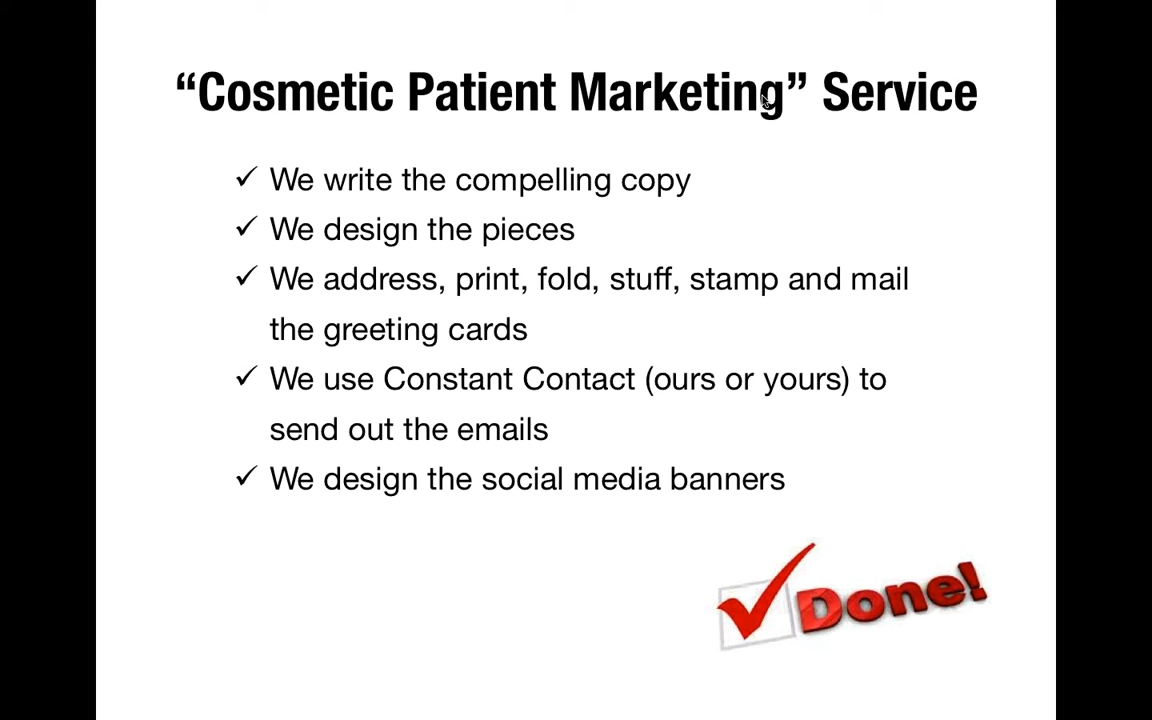 “Cosmetic Patient Marketing” Service
✓ We write the compelling copy
✓ We design the pieces
✓ We address, print, fold, stuff, stamp and mail
the greeting cards
✓ We use Constant Contact (ours or yours) to
send out the emails
✓ We design the social media banners
Done!